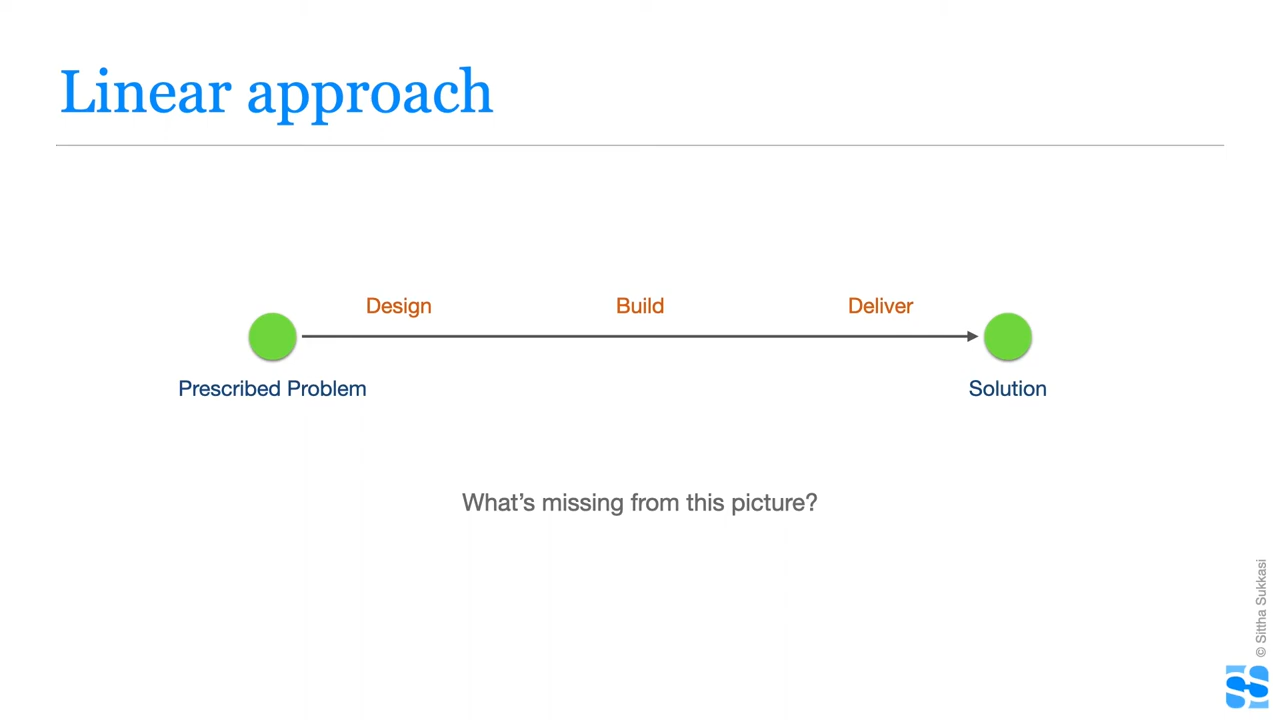 Linear approach
Design
Build
Deliver
Prescribed Problem
Solution
What’s missing from this picture?
© Sittha Sukkasi